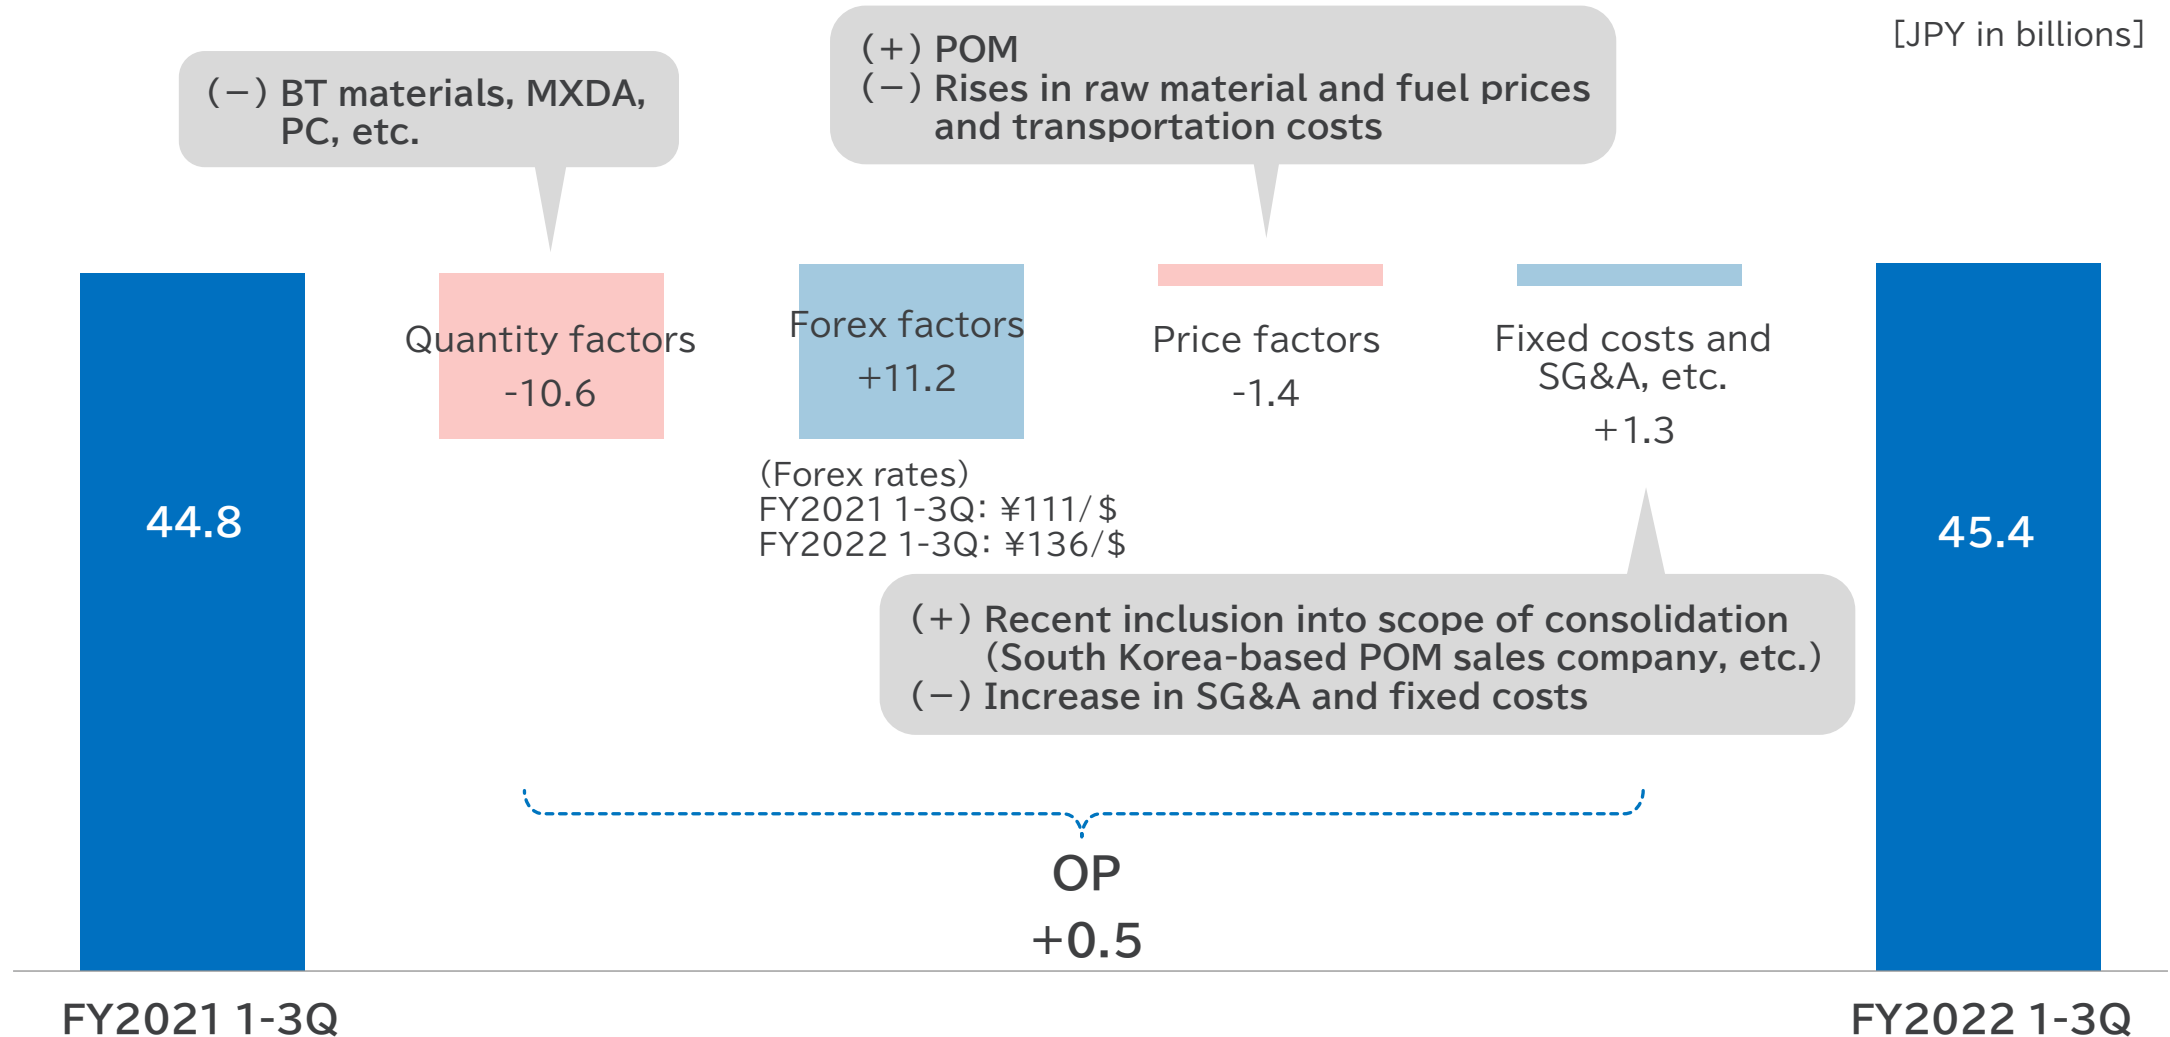 [JPY in billions]
(−) BT materials, MXDA,
PC, etc.
(+) POM
(−) Rises in raw material and fuel prices
and transportation costs
Quantity factors
-10.6
Forex factors
+11.2
(Forex rates)
FY2021 1-3Q: ¥111/$
FY2022 1-3Q: ¥136/$
Price factors
-1.4
Fixed costs and
SG&A, etc.
+1.3
44.8
45.4
(+) Recent inclusion into scope of consolidation
(South Korea-based POM sales company, etc.)
(−) Increase in SG&A and fixed costs
OP
+0.5
FY2021 1-3Q
FY2022 1-3Q